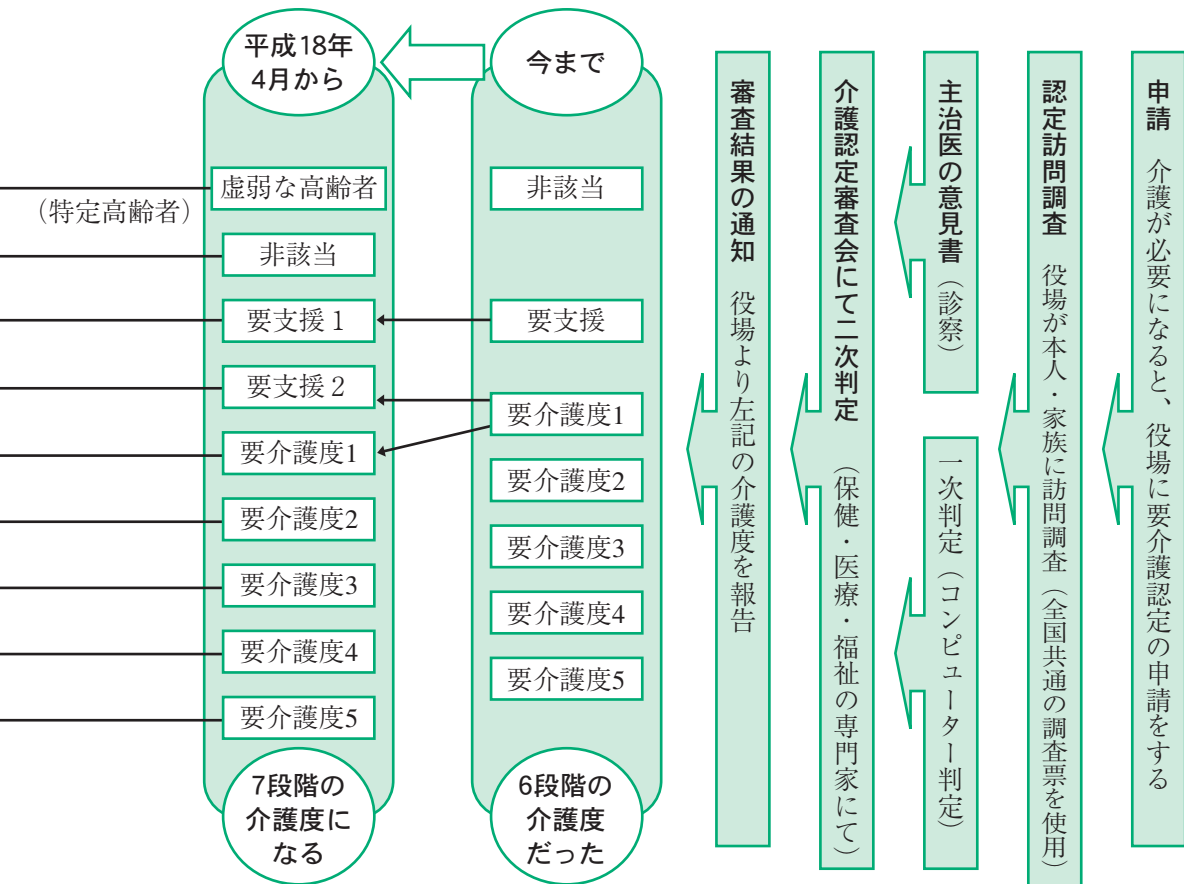 申請 介護が必要になると、役場に要介護認定の申請をする
認定訪問調査 役場が本人・家族に訪問調査(全国共通の調査票を使用)
主治医の意見書(診察)
一次判定(コンピューター判定)
介護認定審査会にて二次判定 (保健・医療・福祉の専門家にて)
審査結果の通知 役場より左記の介護度を報告
今まで
非該当
要支援
要介護度1
要介護度2
要介護度3
要介護度4
要介護度5
6段階の
介護度
だった
平成18年
4月から
虚弱な高齢者
(特定高齢者)
非該当
要支援1
要支援2
要介護度1
要介護度2
要介護度3
要介護度4
要介護度5
7段階の
介護度に
なる